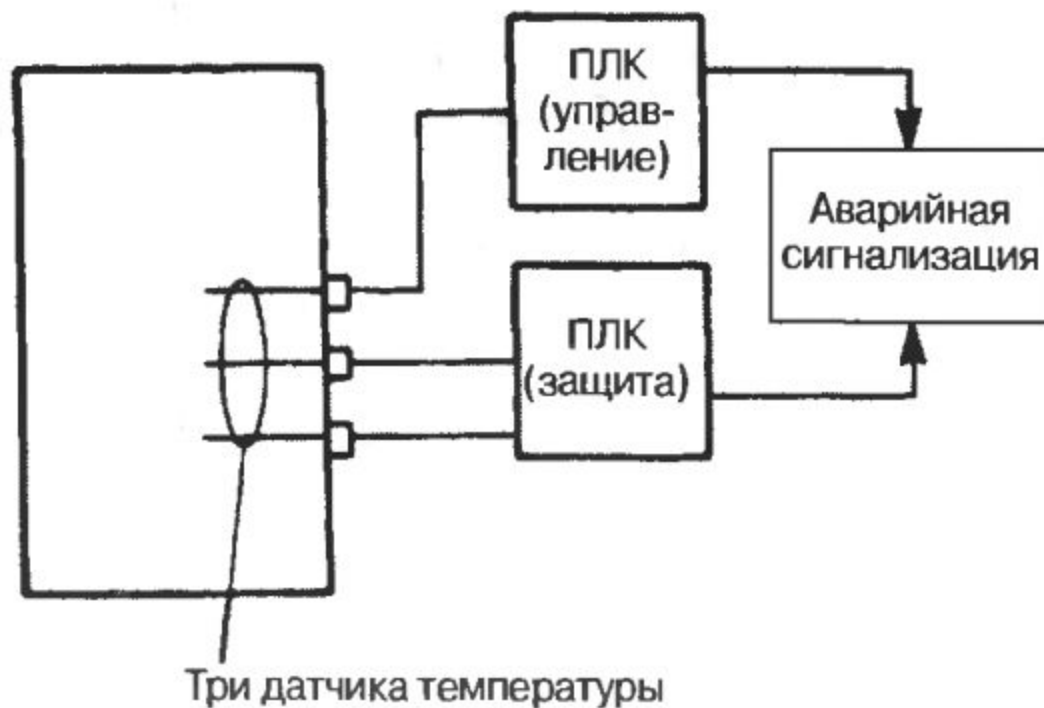 ПЛК
(управ-
ление)
Аварийная
сигнализация
ПЛК
(защита)
Три датчика температуры